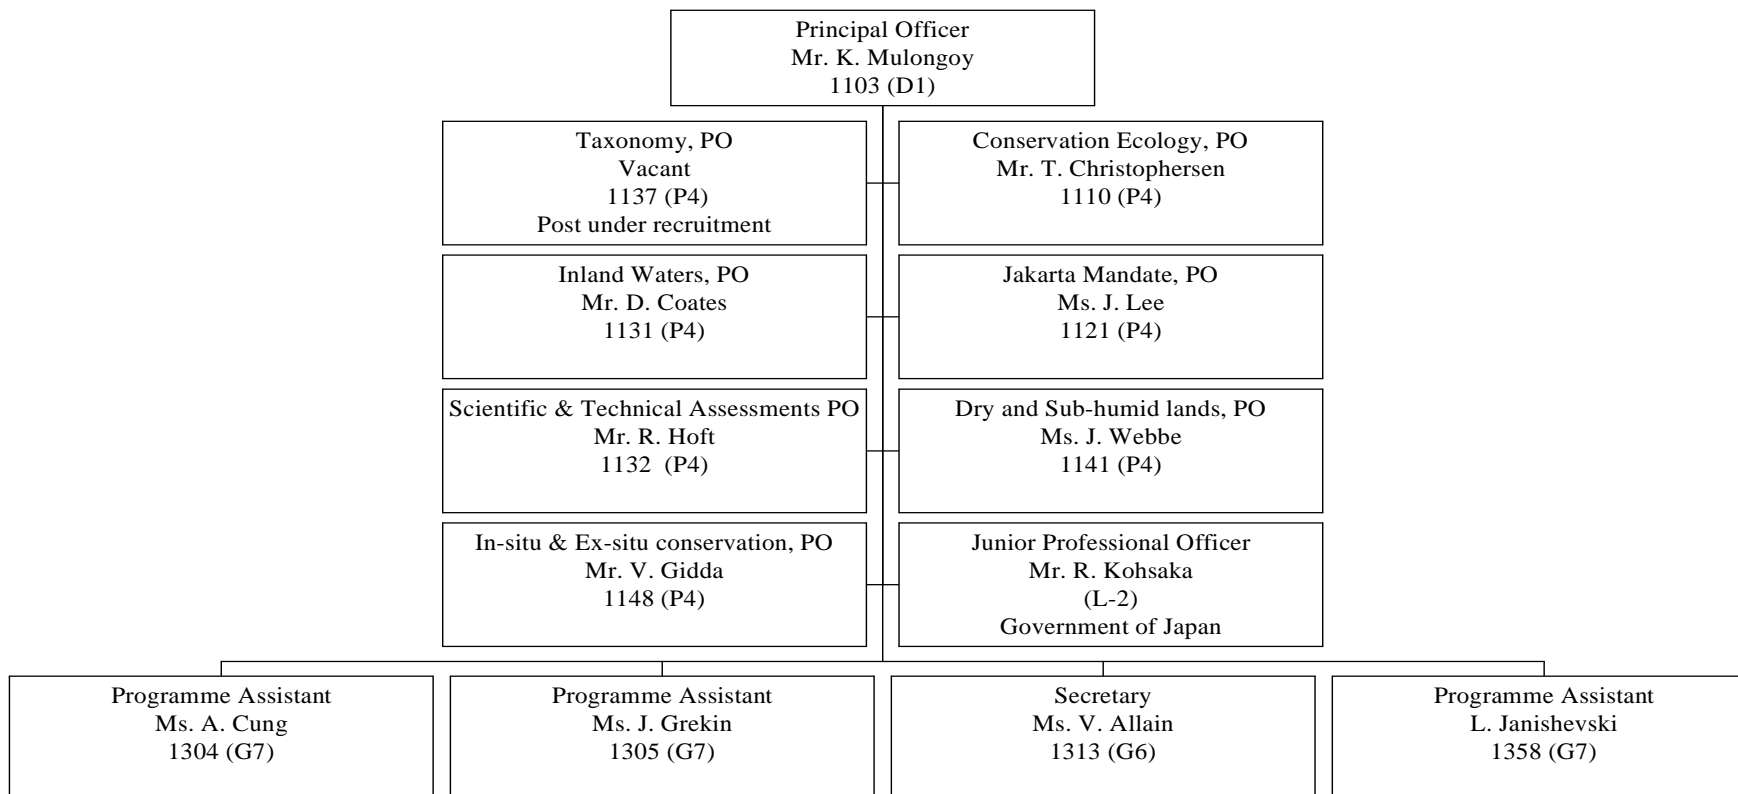 Principal Officer
Mr. K. Mulongoy
1103 (D1)
Taxonomy, PO
Vacant
1137 (P4)
Post under recruitment
Conservation Ecology, PO
Mr. T. Christophersen
1110 (P4)
Inland Waters, PO
Mr. D. Coates
1131 (P4)
Jakarta Mandate, PO
Ms. J. Lee
1121 (P4)
Scientific & Technical Assessments PO
Mr. R. Hoft
1132  (P4)
Dry and Sub-humid lands, PO
Ms. J. Webbe
1141 (P4)
In-situ & Ex-situ conservation, PO
Mr. V. Gidda
1148 (P4)
Junior Professional Officer
Mr. R. Kohsaka
(L-2)
Government of Japan
Programme Assistant
Ms. A. Cung
1304 (G7)
Programme Assistant
Ms. J. Grekin
1305 (G7)
Secretary
Ms. V. Allain
1313 (G6)
Programme Assistant
L. Janishevski
1358 (G7)